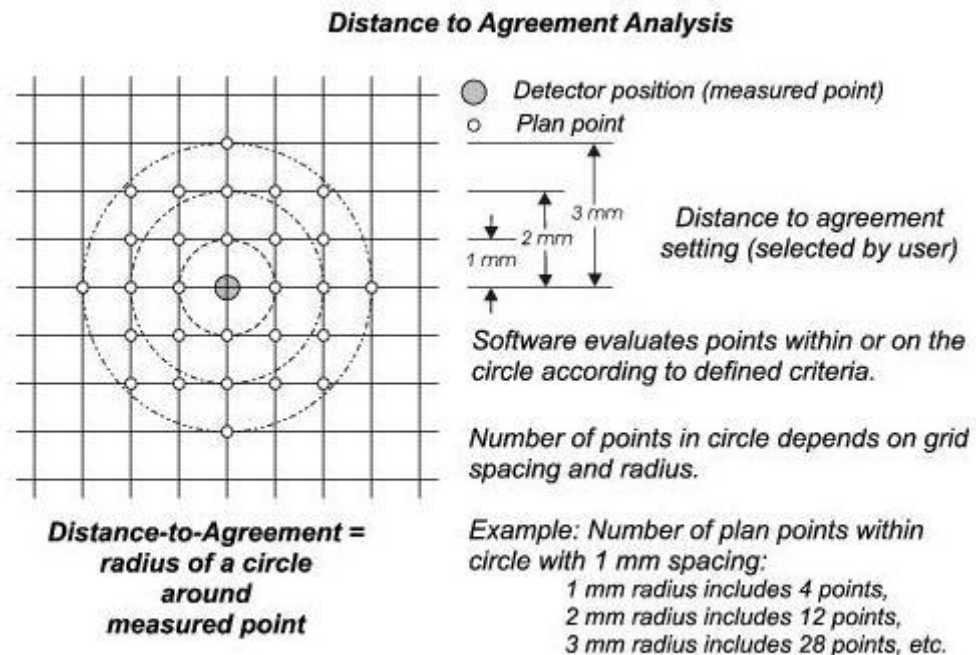 Distance to Agreement Analysis
Detector position (measured point)
Plan point
3 mm
2 mm
1 mm
Distance to agreement
setting (selected by user)
Software evaluates points within or on the
circle according to defined criteria.
Number of points in circle depends on grid
spacing and radius.
Distance-to-Agreement =
radius of a circle
around
measured point
Example: Number of plan points within
circle with 1 mm spacing:
1 mm radius includes 4 points,
2 mm radius includes 12 points,
3 mm radius includes 28 points, etc.